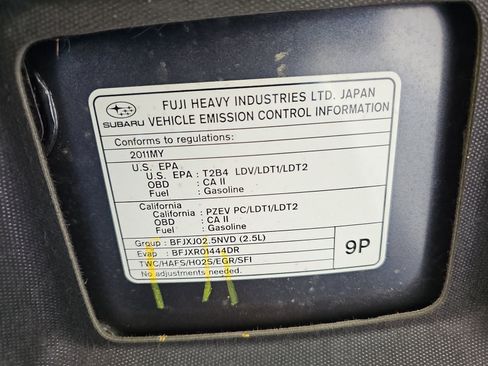 FUJI HEAVY INDUSTRIES LTD. JAPAN
SUBARU VEHICLE EMISSION CONTROL INFORMATION
Conforms to regulations:
2011MY
U.S. EPA
U.S. EPA : T2B4 LDV/LDT1/LDT2
OBD : CA II
Fuel : Gasoline
California
California : PZEV PC/LDT1/LDT2
OBD : CA II
Fuel : Gasoline
Group : BFJXJ02.5NVD (2.5L)
Evap : BFJXR01444DR
TWC/HAFS/HO2S/EGR/SFI
No adjustments needed.
9P